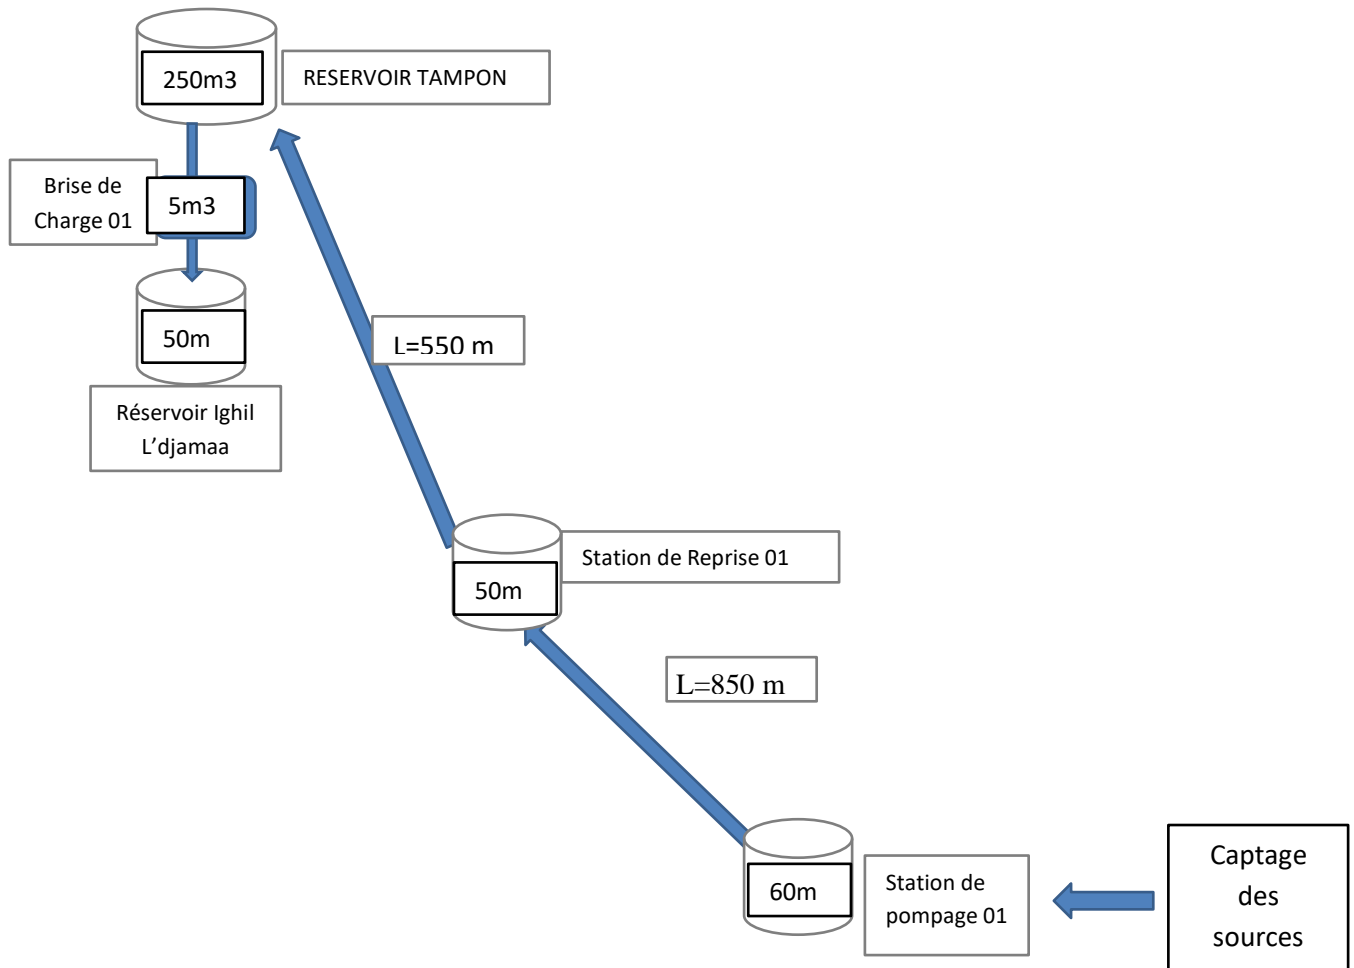 250m3
RESERVOIR TAMPON
Brise de
Charge 01
5m3
50m
Réservoir Ighil
L'djamaa
L=550 m
Station de Reprise 01
50m
L=850 m
60m
Station de
pompage 01
Captage
des
sources